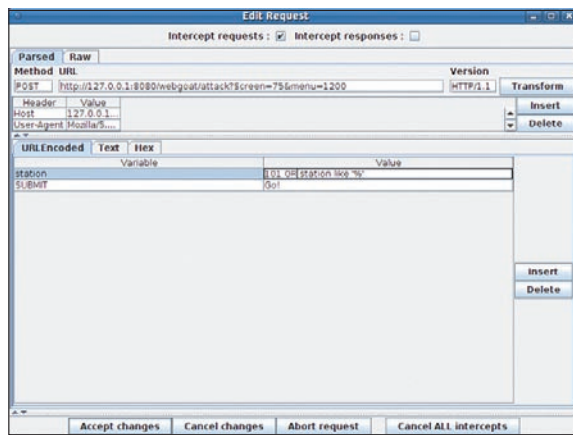 Edit Request
Intercept requests : Intercept responses :
Parsed Raw
Method URL Version
POST http://127.0.0.1:8080/webgoat/attack?Screen=75&menu=1200 HTTP/1.1 Transform
Header Value
Host 127.0.0.1...
User-Agent Mozilla/5....
Insert
Delete
URLEncoded Text Hex
Variable Value
station 101 OR station like '%'
SUBMIT Go!
Insert
Delete
Accept changes Cancel changes Abort request Cancel ALL intercepts